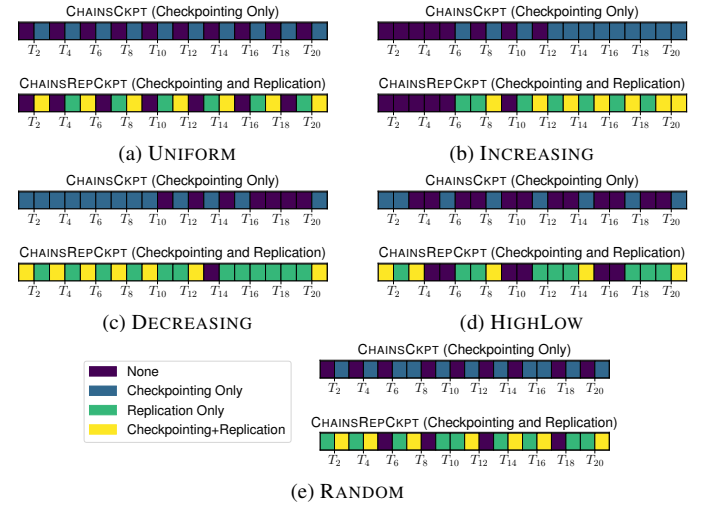 CHAINSCKPT (Checkpointing Only)
T2 T4 T6 T8 T10 T12 T14 T16 T18 T20
CHAINSREPCKPT (Checkpointing and Replication)
T2 T4 T6 T8 T10 T12 T14 T16 T18 T20
(a) UNIFORM
CHAINSCKPT (Checkpointing Only)
T2 T4 T6 T8 T10 T12 T14 T16 T18 T20
CHAINSREPCKPT (Checkpointing and Replication)
T2 T4 T6 T8 T10 T12 T14 T16 T18 T20
(b) INCREASING
CHAINSCKPT (Checkpointing Only)
T2 T4 T6 T8 T10 T12 T14 T16 T18 T20
CHAINSREPCKPT (Checkpointing and Replication)
T2 T4 T6 T8 T10 T12 T14 T16 T18 T20
(c) DECREASING
CHAINSCKPT (Checkpointing Only)
T2 T4 T6 T8 T10 T12 T14 T16 T18 T20
CHAINSREPCKPT (Checkpointing and Replication)
T2 T4 T6 T8 T10 T12 T14 T16 T18 T20
(d) HIGHLOW
None
Checkpointing Only
Replication Only
Checkpointing+Replication
CHAINSCKPT (Checkpointing Only)
T2 T4 T6 T8 T10 T12 T14 T16 T18 T20
CHAINSREPCKPT (Checkpointing and Replication)
T2 T4 T6 T8 T10 T12 T14 T16 T18 T20
(e) RANDOM